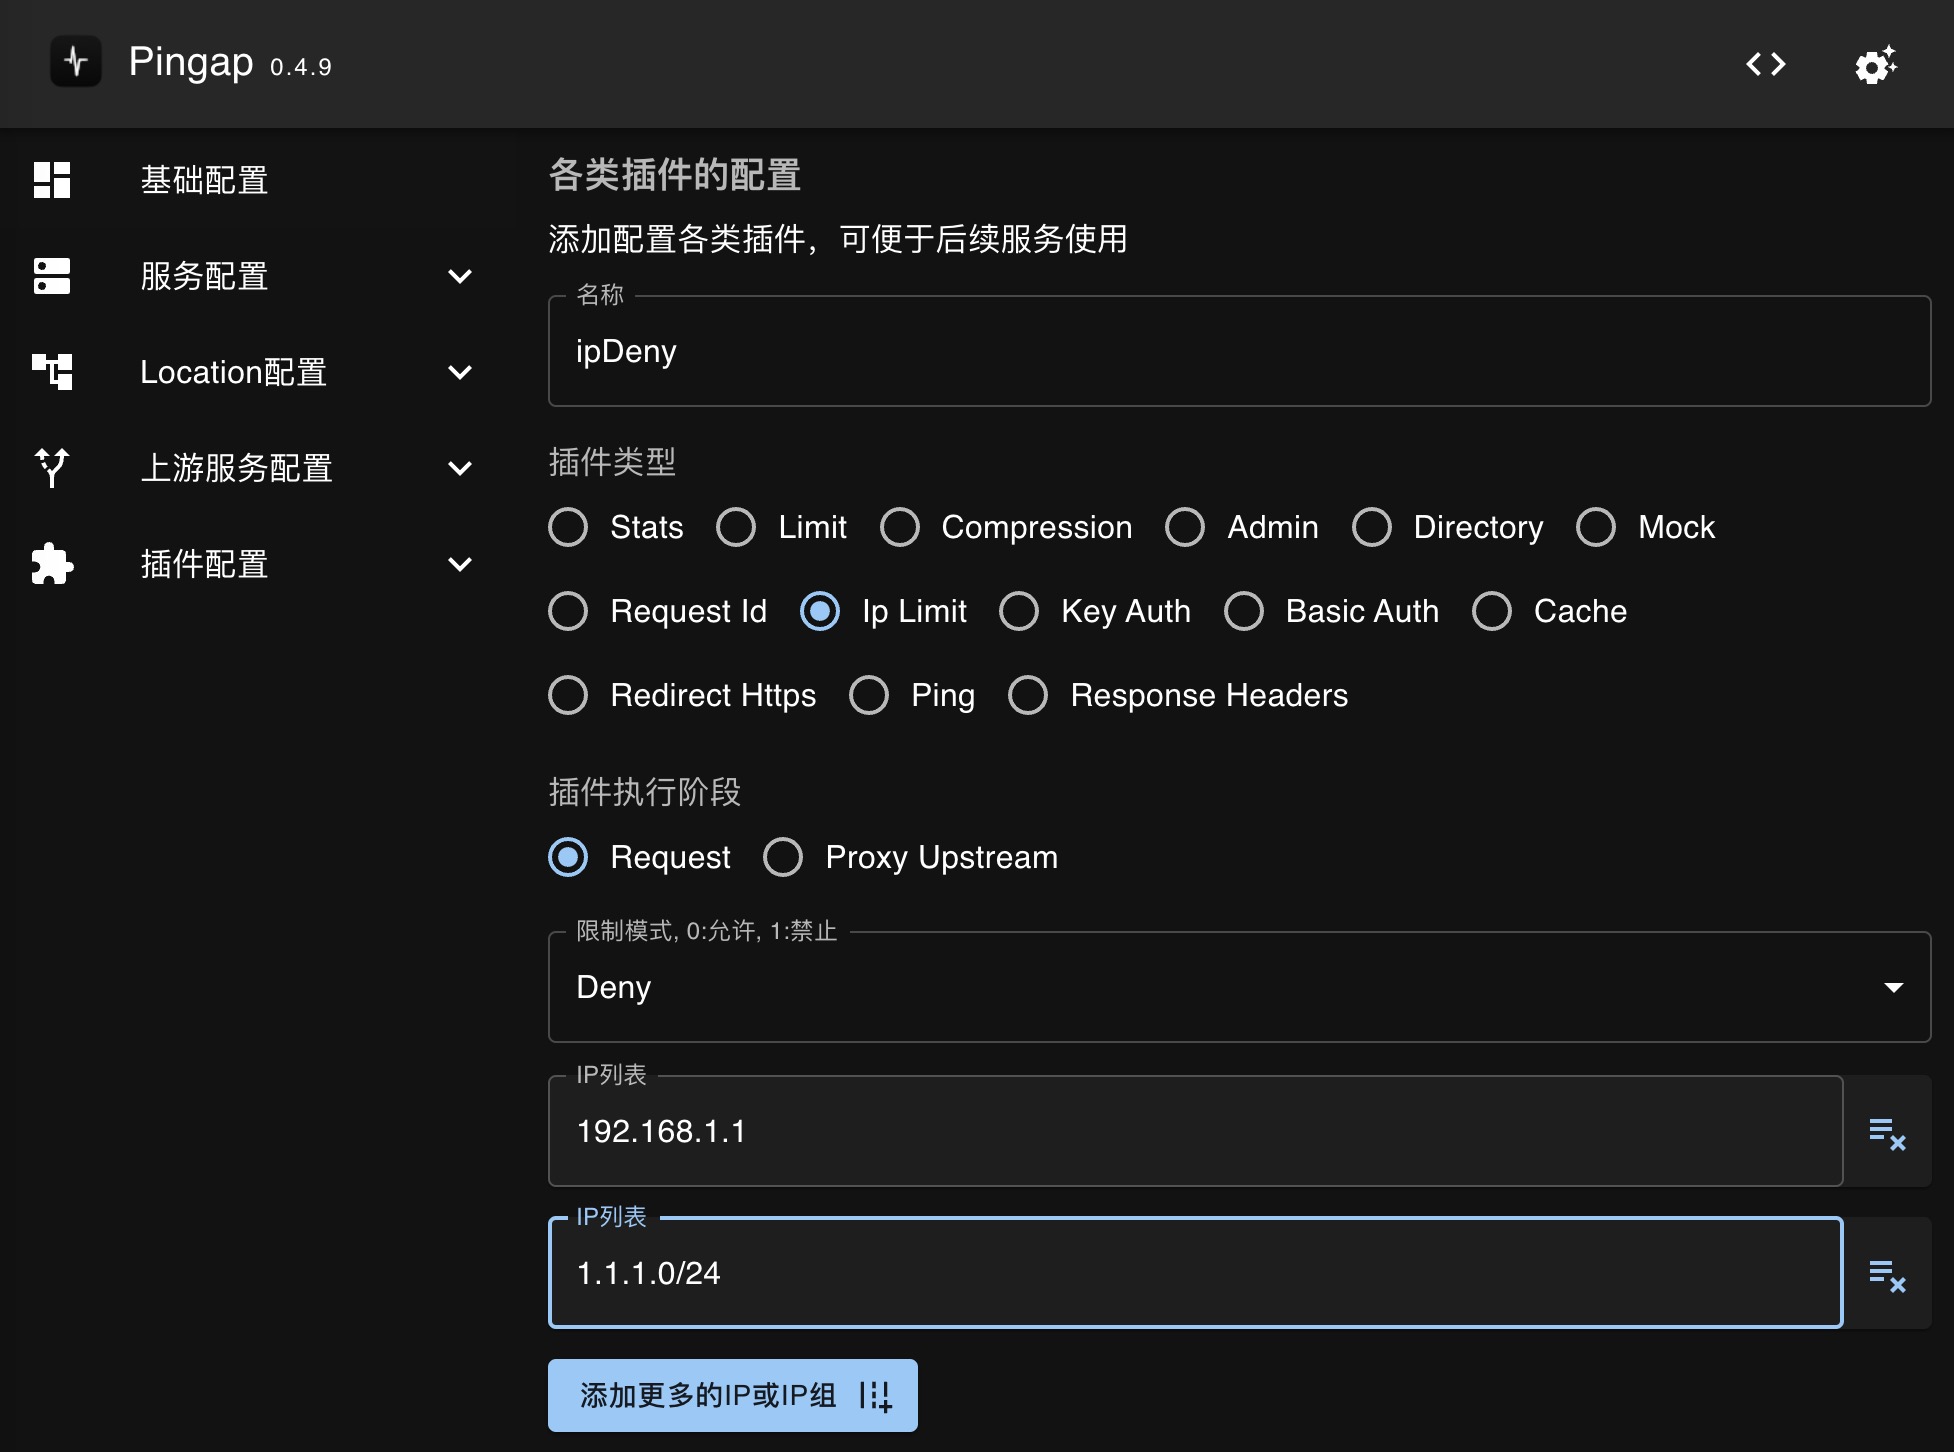 Pingap 0.4.9
基础配置
服务配置
Location配置
上游服务配置
插件配置
各类插件的配置
添加配置各类插件，可便于后续服务使用
名称
ipDeny
插件类型
Stats Limit Compression Admin Directory Mock
Request Id Ip Limit Key Auth Basic Auth Cache
Redirect Https Ping Response Headers
插件执行阶段
Request Proxy Upstream
限制模式, 0:允许, 1:禁止
Deny
IP列表
192.168.1.1
IP列表
1.1.1.0/24
添加更多的IP或IP组